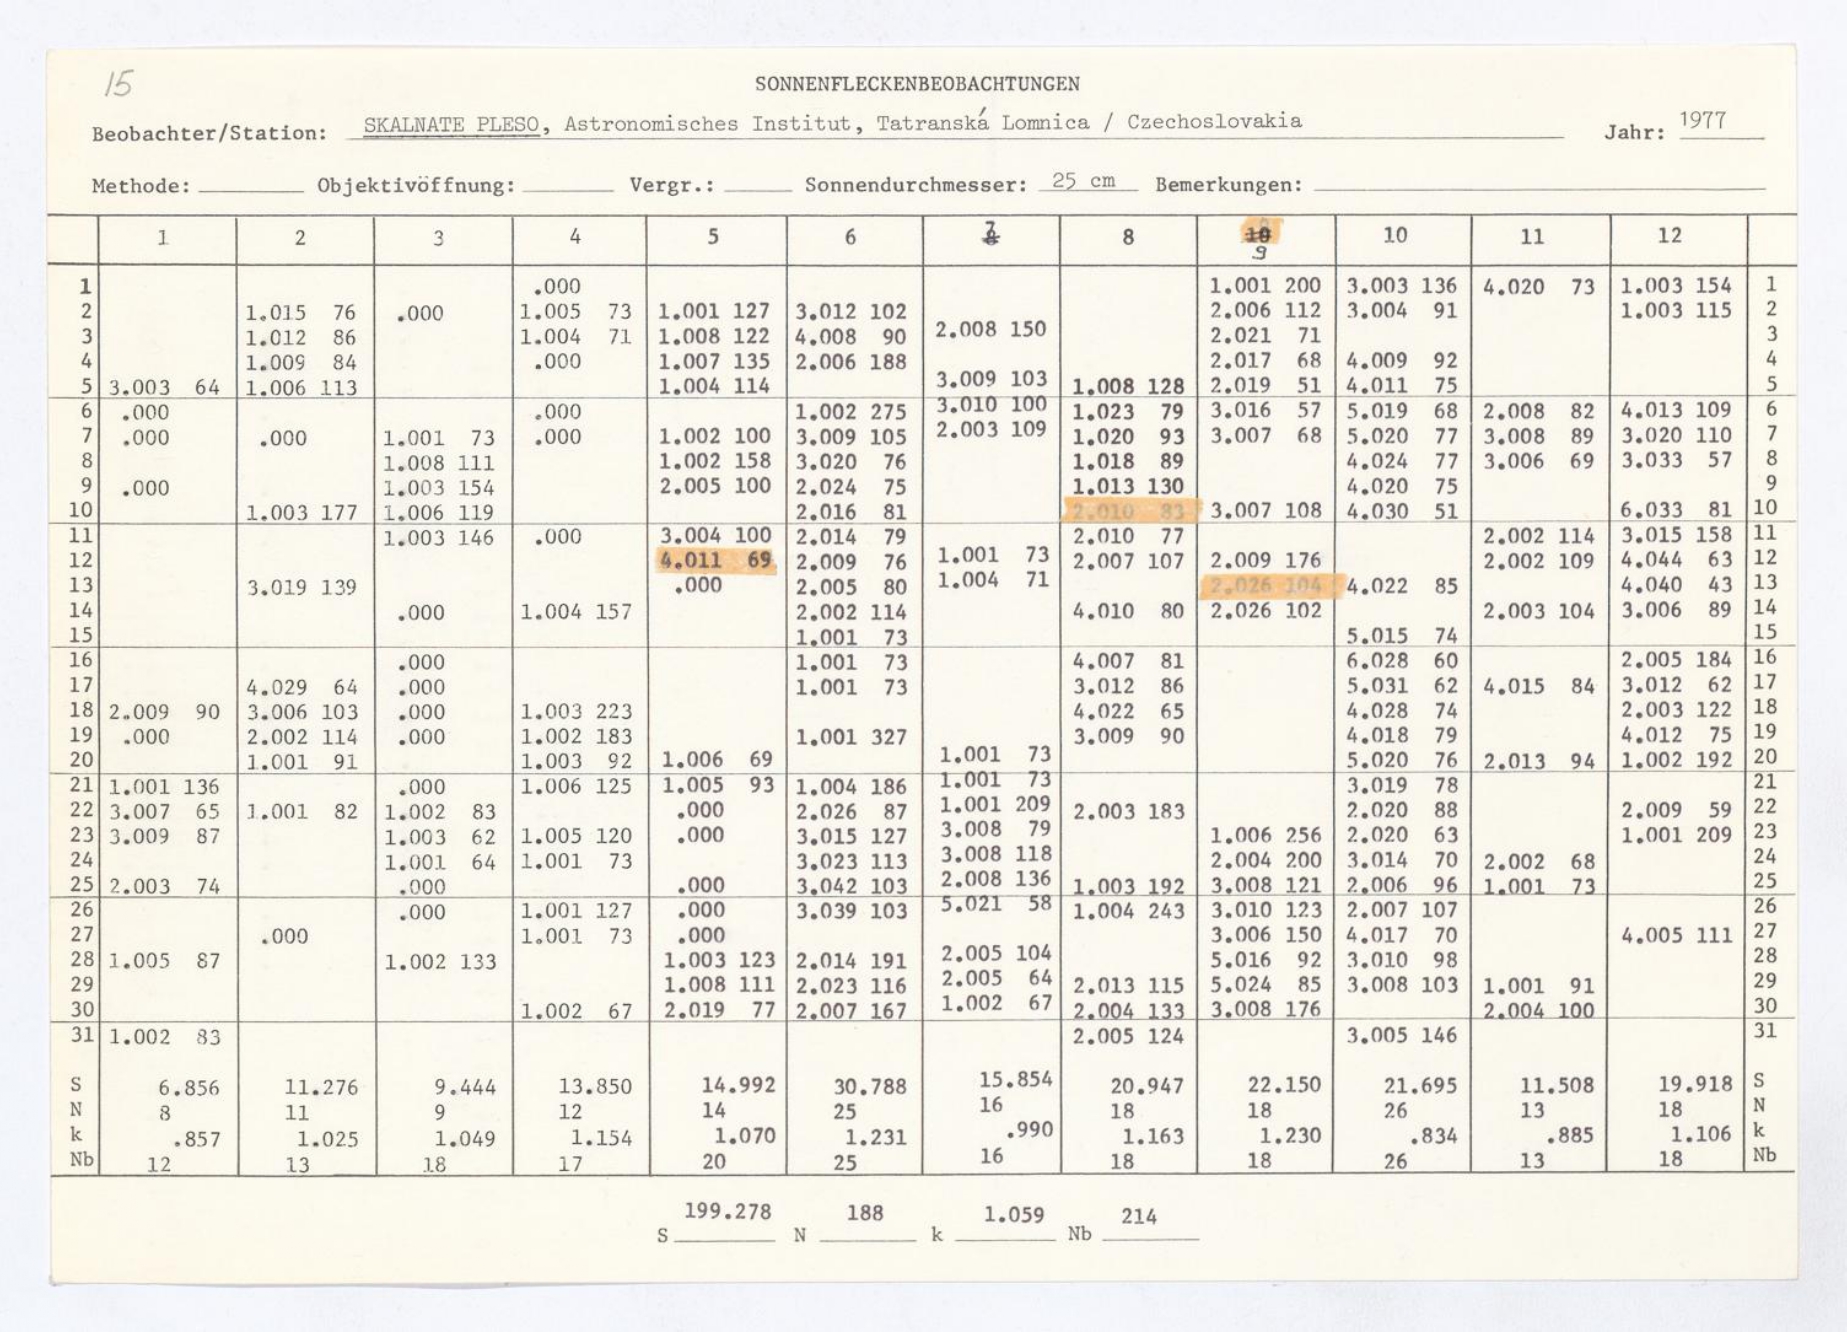 15
SONNENFLECKENBEOBACHTUNGEN
Beobachter/Station: SKALNATE PLESO, Astronomisches Institut, Tatranská Lomnica / Czechoslovakia Jahr: 1977
Methode: Objektivöffnung: Vergr.: Sonnendurchmesser: 25 cm Bemerkungen:
1 2 3 4 5 6 7 8 9 10 11 12
1 .000 1.001 200 3.003 136 4.020 73 1.003 154 1
2 1.015 76 .000 1.005 73 1.001 127 3.012 102 2.006 112 3.004 91 1.003 115 2
3 1.012 86 1.004 71 1.008 122 4.008 90 2.008 150 2.021 71 3
4 1.009 84 .000 1.007 135 2.006 188 2.017 68 4.009 92 4
5 3.003 64 1.006 113 1.004 114 3.009 103 1.008 128 2.019 51 4.011 75 5
6 .000 .000 1.002 275 3.010 100 1.023 79 3.016 57 5.019 68 2.008 82 4.013 109 6
7 .000 .000 1.001 73 .000 1.002 100 3.009 105 2.003 109 1.020 93 3.007 68 5.020 77 3.008 89 3.020 110 7
8 1.008 111 1.002 158 3.020 76 1.018 89 4.024 77 3.006 69 3.033 57 8
9 .000 1.003 154 2.005 100 2.024 75 1.013 130 4.020 75 9
10 1.003 177 1.006 119 2.016 81 2.010 83 3.007 108 4.030 51 6.033 81 10
11 1.003 146 .000 3.004 100 2.014 79 2.010 77 2.002 114 3.015 158 11
12 4.011 69 2.009 76 1.001 73 2.007 107 2.009 176 2.002 109 4.044 63 12
13 3.019 139 .000 2.005 80 1.004 71 2.026 104 4.022 85 4.040 43 13
14 .000 1.004 157 2.002 114 4.010 80 2.026 102 2.003 104 3.006 89 14
15 1.001 73 5.015 74 15
16 .000 1.001 73 4.007 81 6.028 60 2.005 184 16
17 4.029 64 .000 1.001 73 3.012 86 5.031 62 4.015 84 3.012 62 17
18 2.009 90 3.006 103 .000 1.003 223 4.022 65 4.028 74 2.003 122 18
19 .000 2.002 114 .000 1.002 183 1.001 327 3.009 90 4.018 79 4.012 75 19
20 1.001 91 1.003 92 1.006 69 1.001 73 5.020 76 2.013 94 1.002 192 20
21 1.001 136 .000 1.006 125 1.005 93 1.004 186 1.001 73 3.019 78 21
22 3.007 65 1.001 82 1.002 83 .000 2.026 87 1.001 209 2.003 183 2.020 88 2.009 59 22
23 3.009 87 1.003 62 1.005 120 .000 3.015 127 3.008 79 1.006 256 2.020 63 1.001 209 23
24 1.001 64 1.001 73 3.023 113 3.008 118 2.004 200 3.014 70 2.002 68 24
25 2.003 74 .000 .000 3.042 103 2.008 136 1.003 192 3.008 121 2.006 96 1.001 73 25
26 .000 1.001 127 .000 3.039 103 5.021 58 1.004 243 3.010 123 2.007 107 26
27 .000 1.001 73 .000 3.006 150 4.017 70 4.005 111 27
28 1.005 87 1.002 133 1.003 123 2.014 191 2.005 104 5.016 92 3.010 98 28
29 1.008 111 2.023 116 2.005 64 2.013 115 5.024 85 3.008 103 1.001 91 29
30 1.002 67 2.019 77 2.007 167 1.002 67 2.004 133 3.008 176 2.004 100 30
31 1.002 83 2.005 124 3.005 146 31
S 6.856 11.276 9.444 13.850 14.992 30.788 15.854 20.947 22.150 21.695 11.508 19.918 S
N 8 11 9 12 14 25 16 18 18 26 13 18 N
k .857 1.025 1.049 1.154 1.070 1.231 .990 1.163 1.230 .834 .885 1.106 k
Nb 12 13 18 17 20 25 16 18 18 26 13 18 Nb
S 199.278 N 188 k 1.059 Nb 214